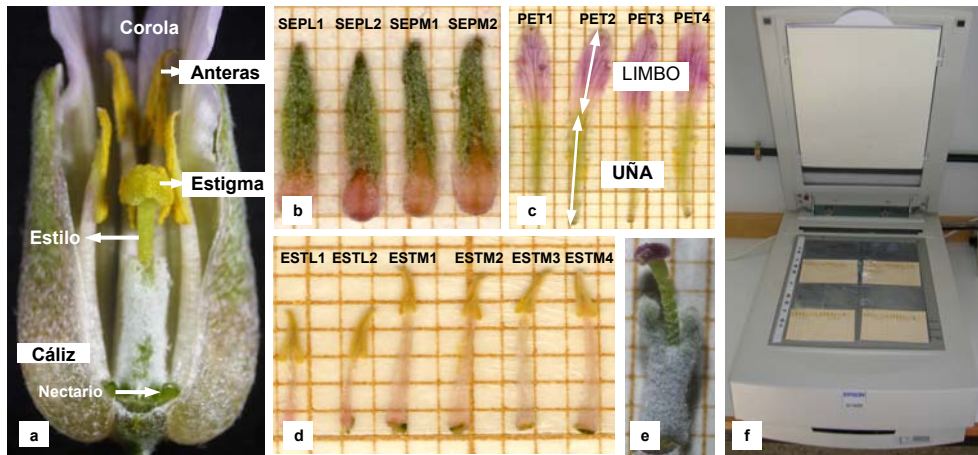 Corola
Anteras
Estigma
Estilo
Cáliz
Nectario
a
SEPL1 SEPL2 SEPM1 SEPM2
b
PET1 PET2 PET3 PET4
LIMBO
UÑA
c
ESTL1 ESTL2 ESTM1 ESTM2 ESTM3 ESTM4
d
e
EPSON
f